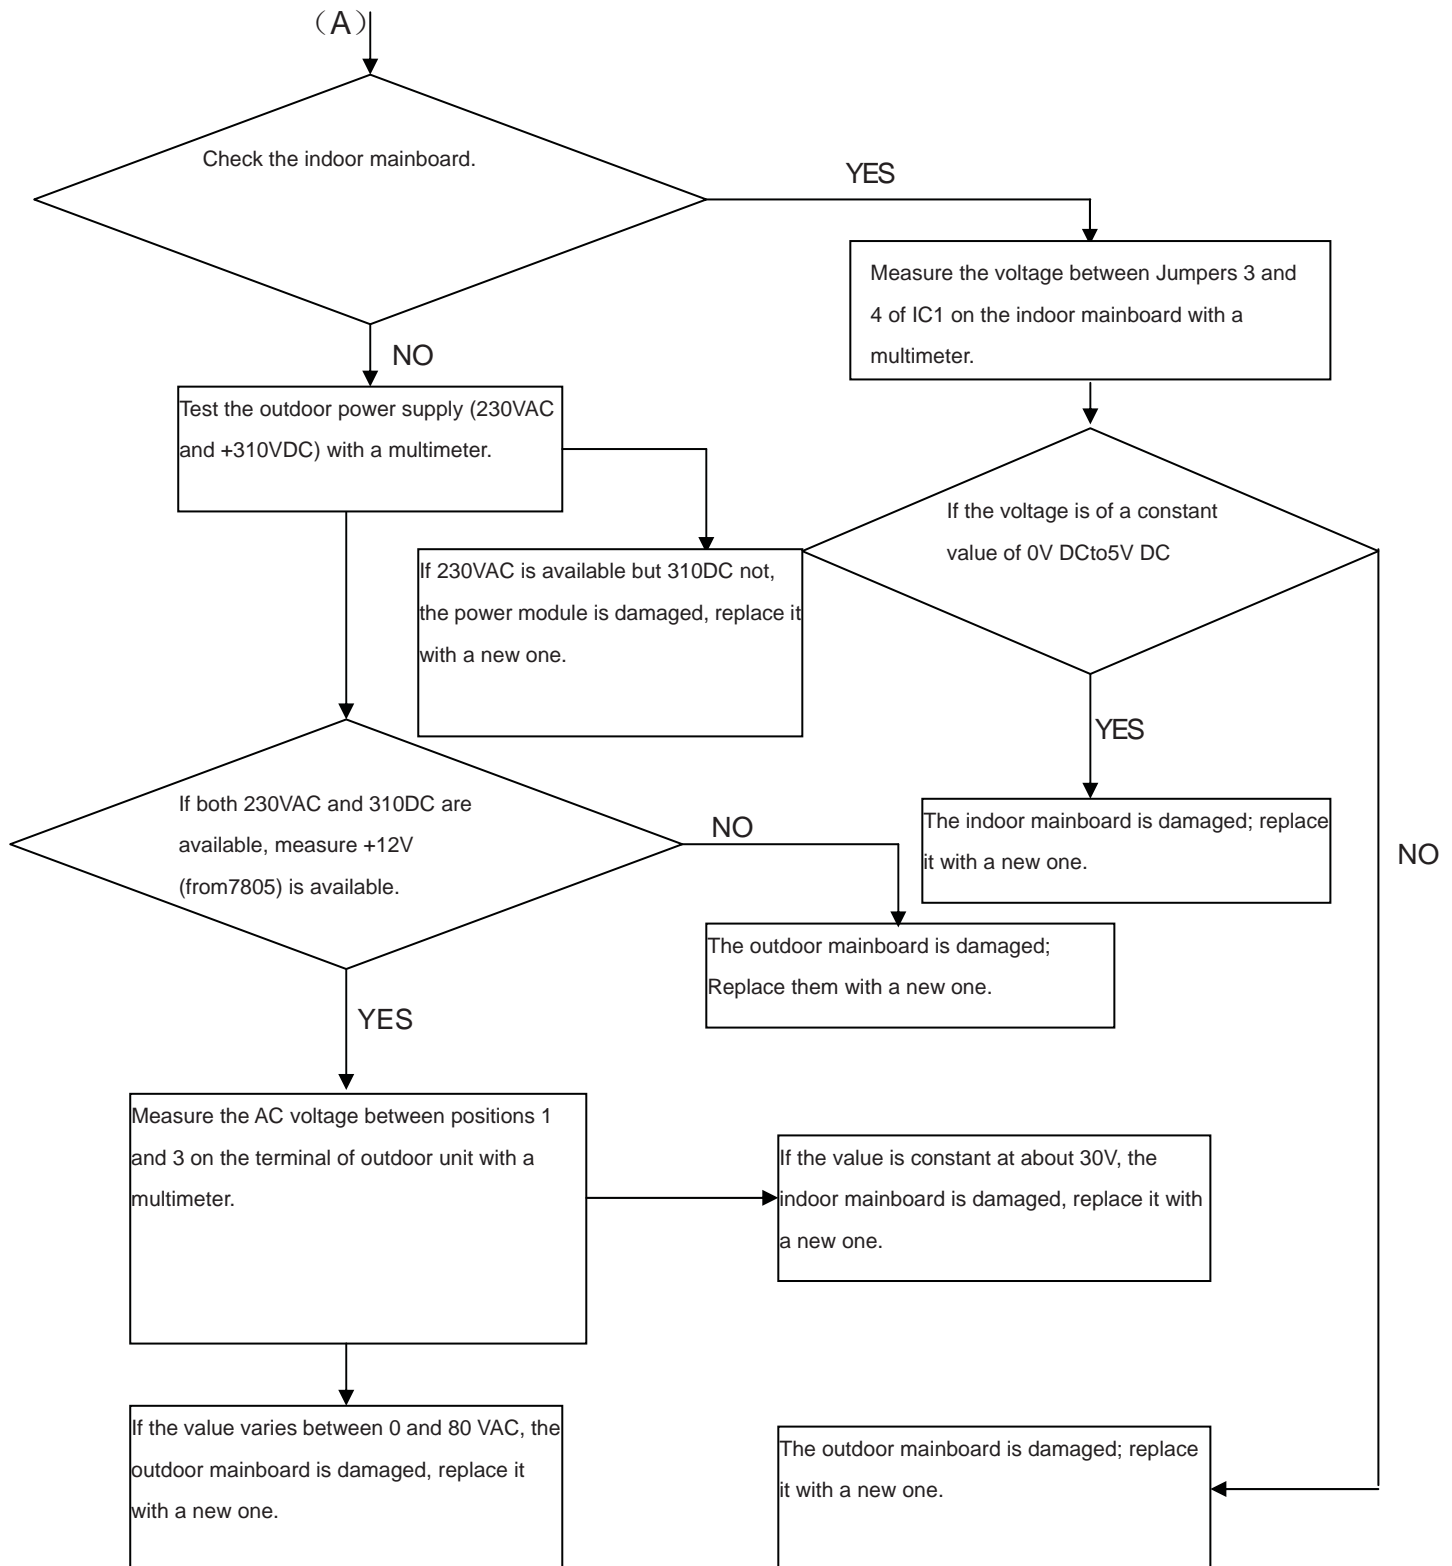 （A）
Check the indoor mainboard.
YES
Measure the voltage between Jumpers 3 and
4 of IC1 on the indoor mainboard with a
multimeter.
NO
Test the outdoor power supply (230VAC
and +310VDC) with a multimeter.
If the voltage is of a constant
value of 0V DCto5V DC
If 230VAC is available but 310DC not,
the power module is damaged, replace it
with a new one.
YES
If both 230VAC and 310DC are
available, measure +12V
(from7805) is available.
NO
The indoor mainboard is damaged; replace
it with a new one.
NO
The outdoor mainboard is damaged;
Replace them with a new one.
YES
Measure the AC voltage between positions 1
and 3 on the terminal of outdoor unit with a
multimeter.
If the value is constant at about 30V, the
indoor mainboard is damaged, replace it with
a new one.
If the value varies between 0 and 80 VAC, the
outdoor mainboard is damaged, replace it
with a new one.
The outdoor mainboard is damaged; replace
it with a new one.